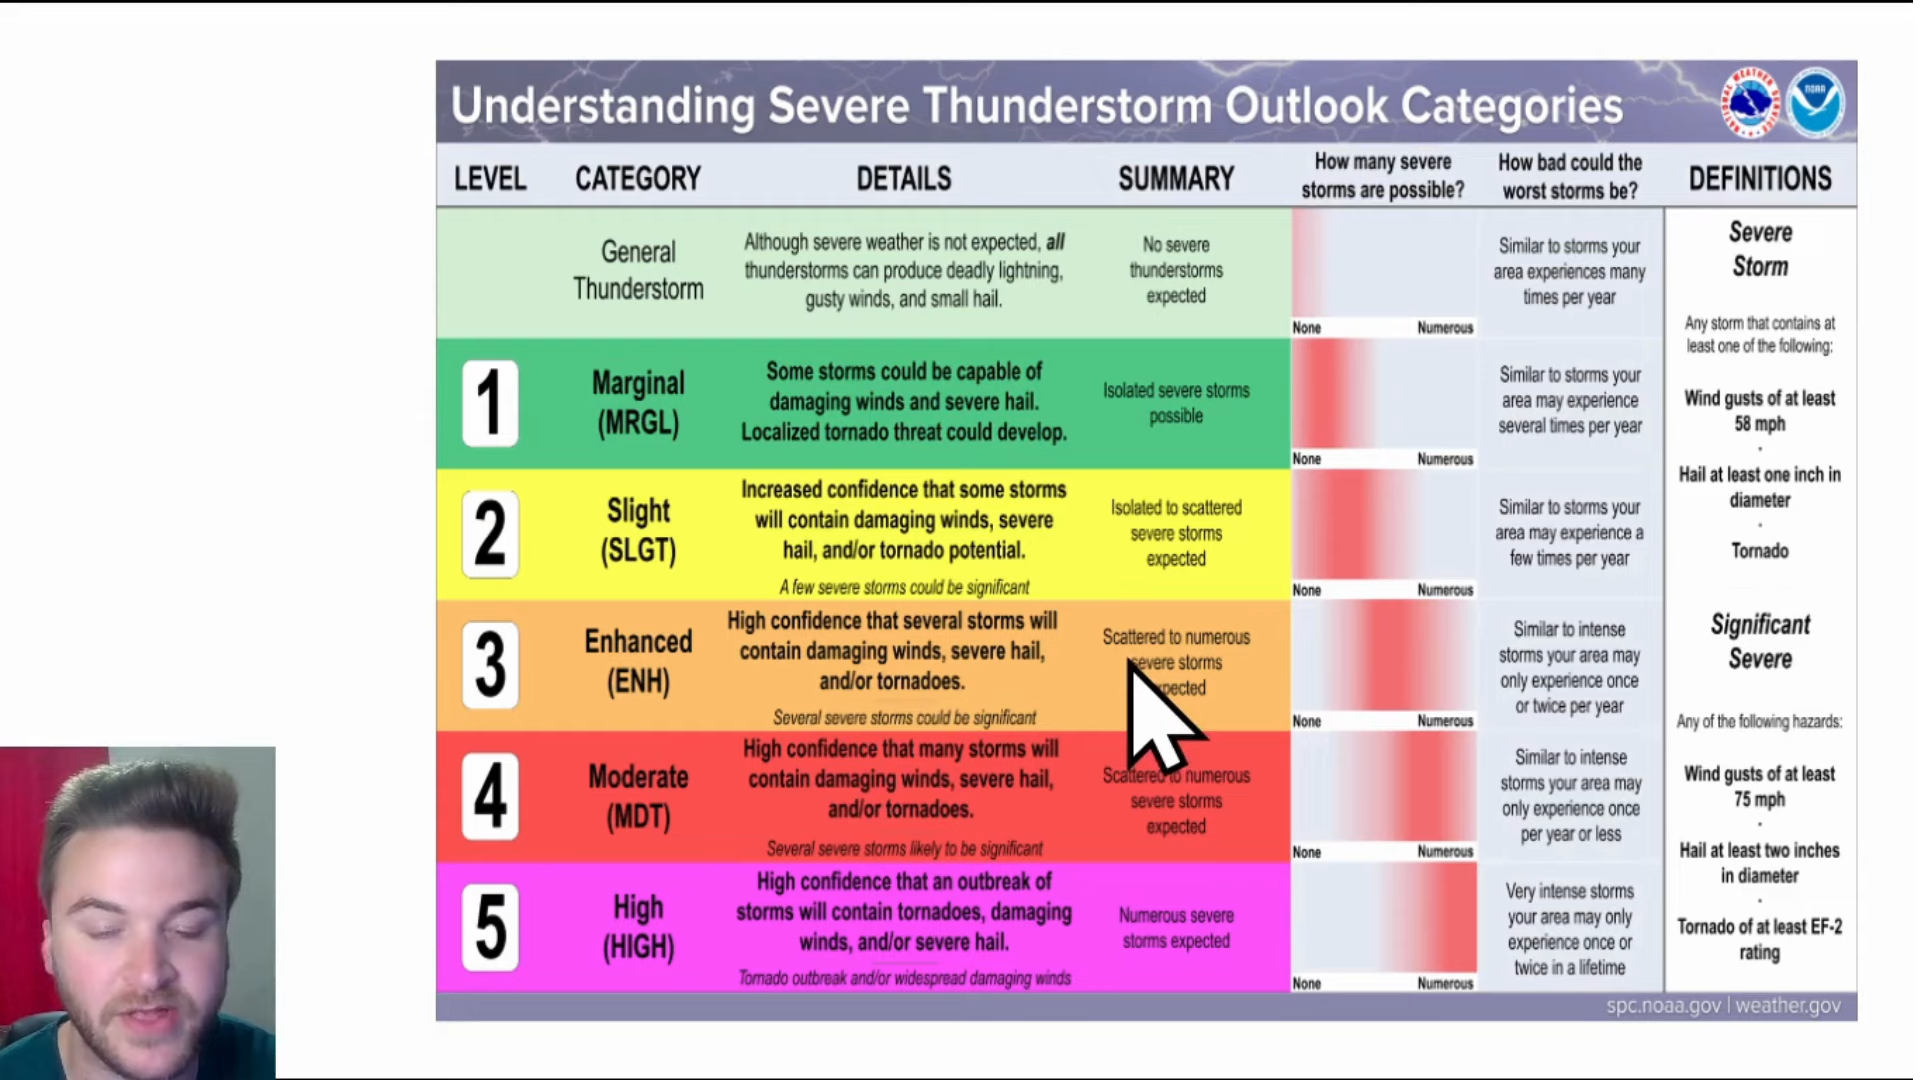 Understanding Severe Thunderstorm Outlook Categories
NOAA
LEVEL
CATEGORY
DETAILS
SUMMARY
How many severe
storms are possible?
How bad could the
worst storms be?
DEFINITIONS
General
Thunderstorm
Although severe weather is not expected, all
thunderstorms can produce deadly lightning,
gusty winds, and small hail.
No severe
thunderstorms
expected
None
Numerous
Similar to storms your
area experiences many
times per year
1
Marginal
(MRGL)
Some storms could be capable of
damaging winds and severe hail.
Localized tornado threat could develop.
Isolated severe storms
possible
None
Numerous
Similar to storms your
area may experience
several times per year
2
Slight
(SLGT)
Increased confidence that some storms
will contain damaging winds, severe
hail, and/or tornado potential.
A few severe storms could be significant
Isolated to scattered
severe storms
expected
None
Numerous
Similar to storms your
area may experience a
few times per year
3
Enhanced
(ENH)
High confidence that several storms will
contain damaging winds, severe hail,
and/or tornadoes.
Several severe storms could be significant
Scattered to numerous
severe storms
expected
None
Numerous
Similar to intense
storms your area may
only experience once
or twice per year
4
Moderate
(MDT)
High confidence that many storms will
contain damaging winds, severe hail,
and/or tornadoes.
Several severe storms likely to be significant
Scattered to numerous
severe storms
expected
None
Numerous
Similar to intense
storms your area may
only experience once
per year or less
5
High
(HIGH)
High confidence that an outbreak of
storms will contain tornadoes, damaging
winds, and/or severe hail.
Tornado outbreak and/or widespread damaging winds
Numerous severe
storms expected
None
Numerous
Very intense storms
your area may only
experience once or
twice in a lifetime
Severe
Storm
Any storm that contains at
least one of the following:
Wind gusts of at least
58 mph
Hail at least one inch in
diameter
Tornado
Significant
Severe
Any of the following hazards:
Wind gusts of at least
75 mph
Hail at least two inches
in diameter
Tornado of at least EF-2
rating
spc.noaa.gov | weather.gov